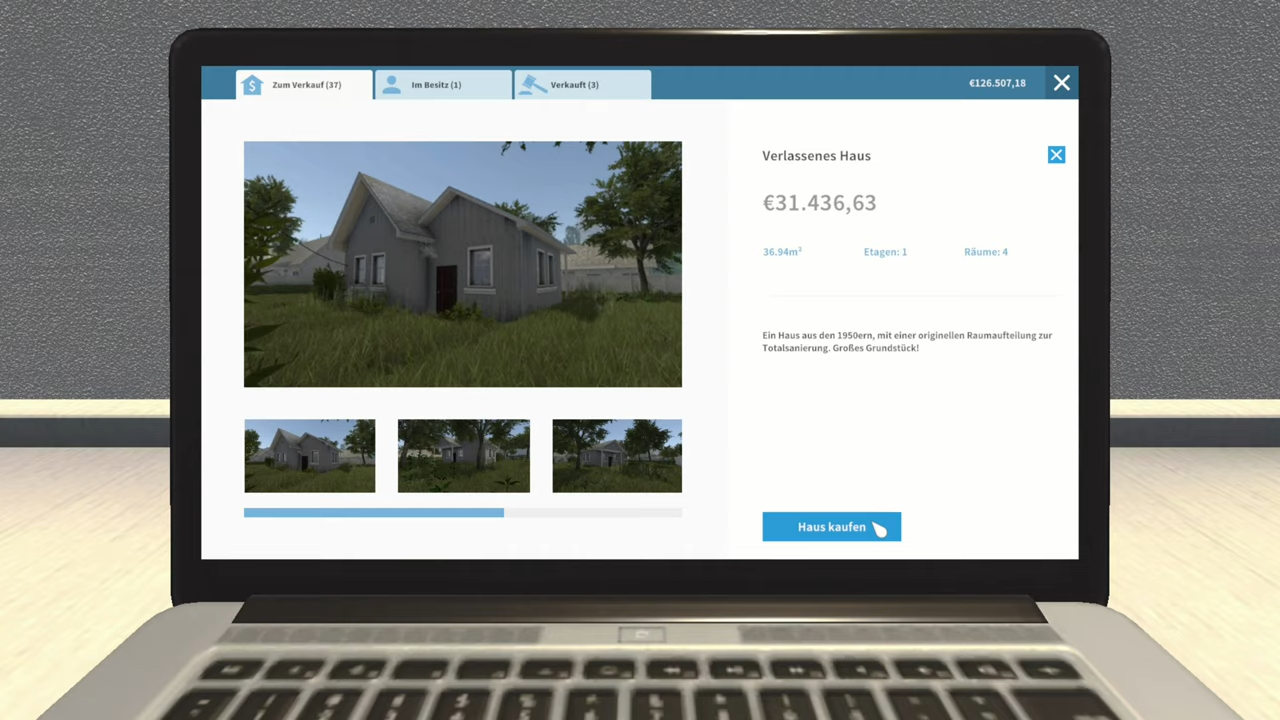 Zum Verkauf (37)
Im Besitz (1)
Verkauft (3)
€126.507,18
Verlassenes Haus
€31.436,63
36.94m²
Etagen: 1
Räume: 4
Ein Haus aus den 1950ern, mit einer originellen Raumaufteilung zur
Totalsanierung. Großes Grundstück!
Haus kaufen